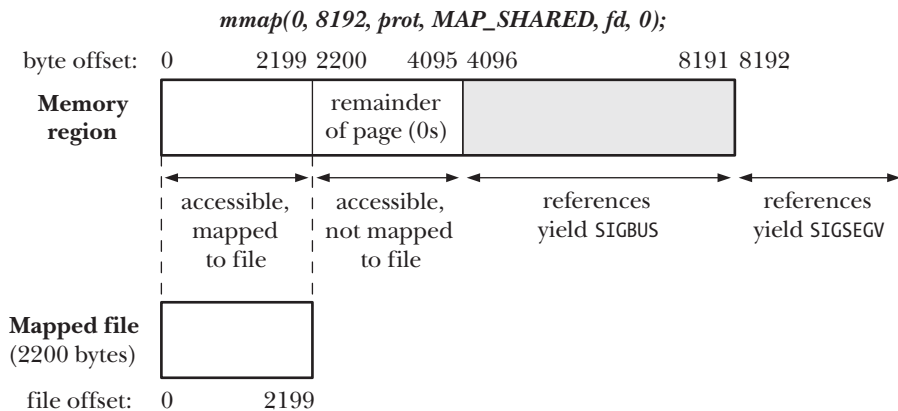 mmap(0, 8192, prot, MAP_SHARED, fd, 0);
byte offset: 0 2199 2200 4095 4096 8191 8192
Memory region
remainder of page (0s)
accessible, mapped to file
accessible, not mapped to file
references yield SIGBUS
references yield SIGSEGV
Mapped file
(2200 bytes)
file offset: 0 2199